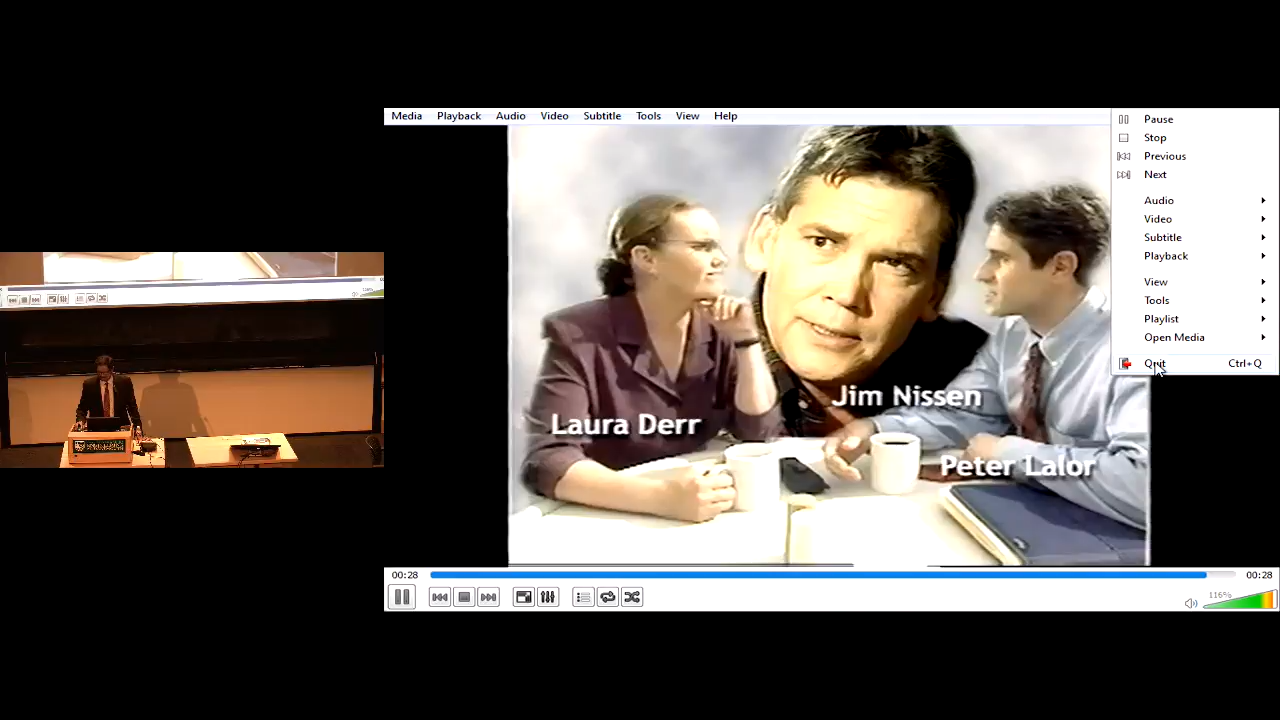 Media Playback Audio Video Subtitle Tools View Help
Pause
Stop
Previous
Next
Audio
Video
Subtitle
Playback
View
Tools
Playlist
Open Media
Quit Ctrl+Q
Jim Nissen
Laura Derr
Peter Lalor
00:28 00:28
116%